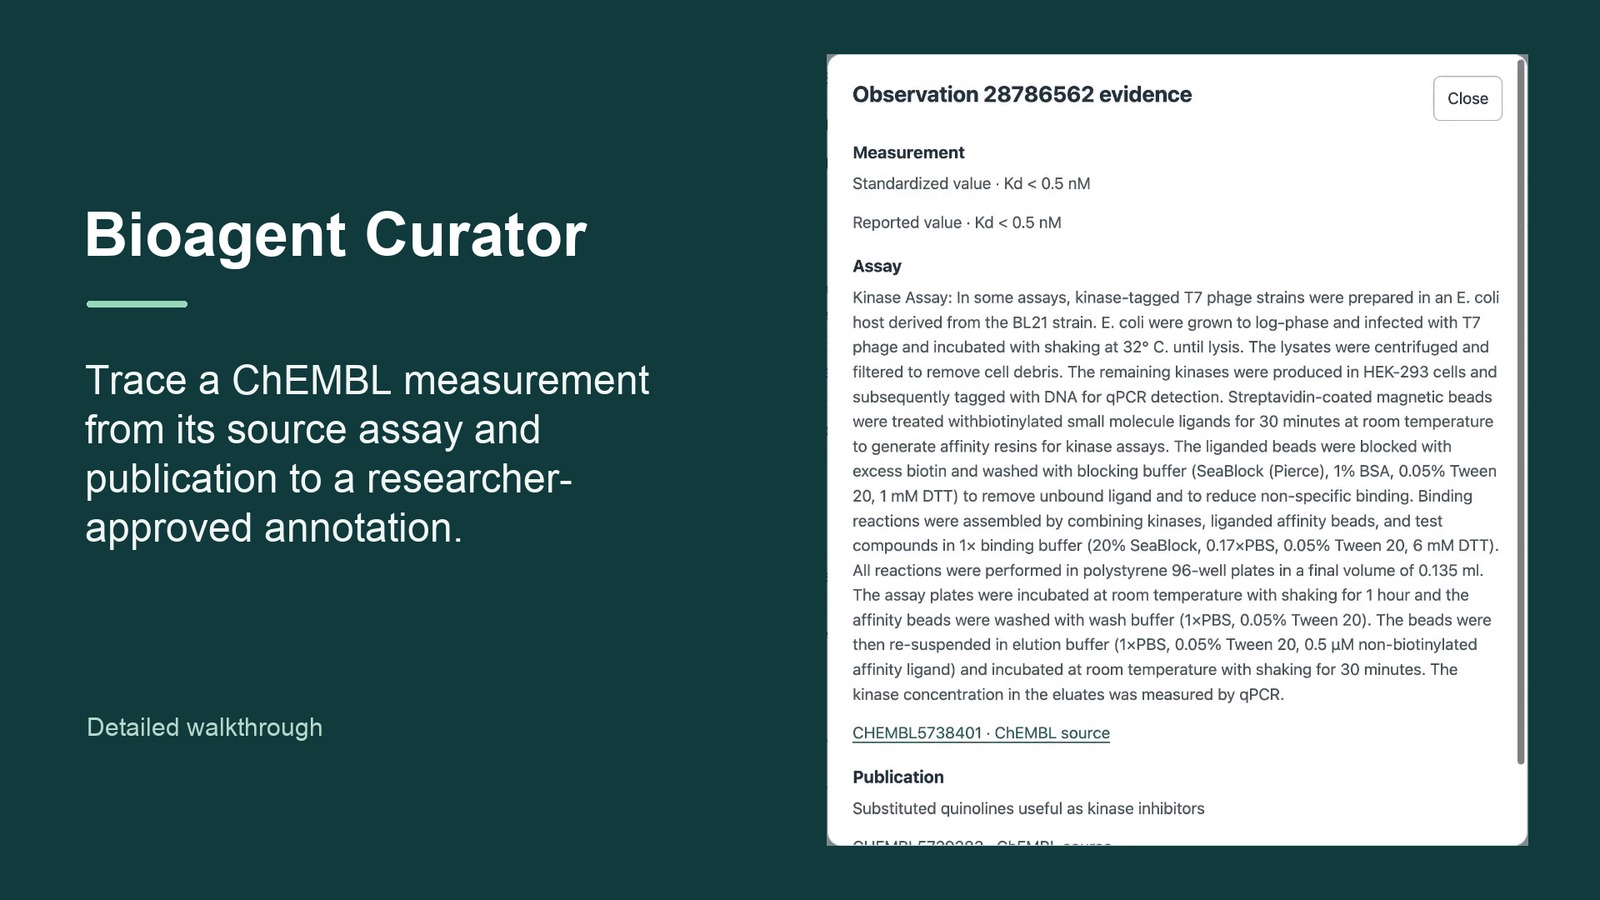 Bioagent Curator
Trace a ChEMBL measurement
from its source assay and
publication to a researcher-
approved annotation.
Detailed walkthrough
Observation 28786562 evidence
Close
Measurement
Standardized value · Kd < 0.5 nM
Reported value · Kd < 0.5 nM
Assay
Kinase Assay: In some assays, kinase-tagged T7 phage strains were prepared in an E. coli
host derived from the BL21 strain. E. coli were grown to log-phase and infected with T7
phage and incubated with shaking at 32° C. until lysis. The lysates were centrifuged and
filtered to remove cell debris. The remaining kinases were produced in HEK-293 cells and
subsequently tagged with DNA for qPCR detection. Streptavidin-coated magnetic beads
were treated withbiotinylated small molecule ligands for 30 minutes at room temperature
to generate affinity resins for kinase assays. The liganded beads were blocked with
excess biotin and washed with blocking buffer (SeaBlock (Pierce), 1% BSA, 0.05% Tween
20, 1 mM DTT) to remove unbound ligand and to reduce non-specific binding. Binding
reactions were assembled by combining kinases, liganded affinity beads, and test
compounds in 1× binding buffer (20% SeaBlock, 0.17×PBS, 0.05% Tween 20, 6 mM DTT).
All reactions were performed in polystyrene 96-well plates in a final volume of 0.135 ml.
The assay plates were incubated at room temperature with shaking for 1 hour and the
affinity beads were washed with wash buffer (1×PBS, 0.05% Tween 20). The beads were
then re-suspended in elution buffer (1×PBS, 0.05% Tween 20, 0.5 μM non-biotinylated
affinity ligand) and incubated at room temperature with shaking for 30 minutes. The
kinase concentration in the eluates was measured by qPCR.
CHEMBL5738401 · ChEMBL source
Publication
Substituted quinolines useful as kinase inhibitors